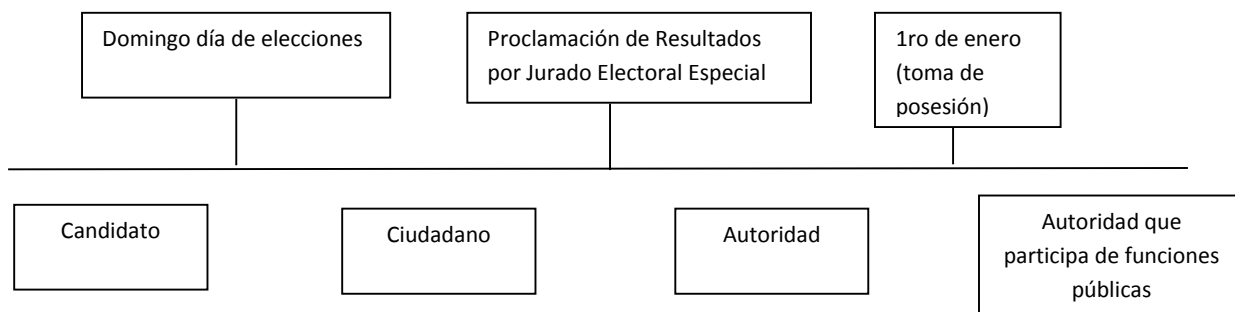 Domingo día de elecciones
Proclamación de Resultados
por Jurado Electoral Especial
1ro de enero
(toma de
posesión)
Candidato
Ciudadano
Autoridad
Autoridad que
participa de funciones
públicas